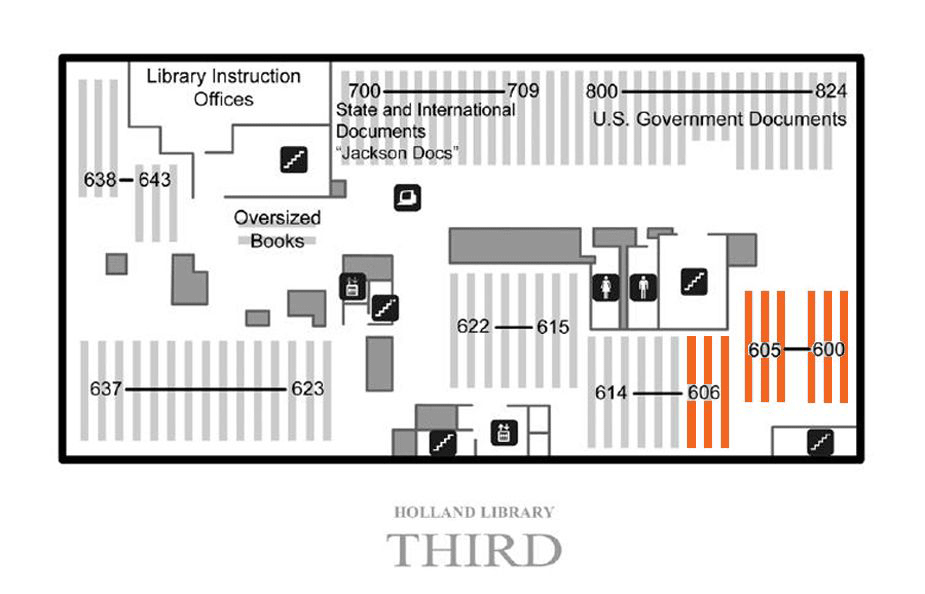 Library Instruction
Offices
700 709
State and International
Documents
“Jackson Docs”
800 824
U.S. Government Documents
638 643
Oversized
Books
622 615
605 600
637 623
614 606
HOLLAND LIBRARY
THIRD